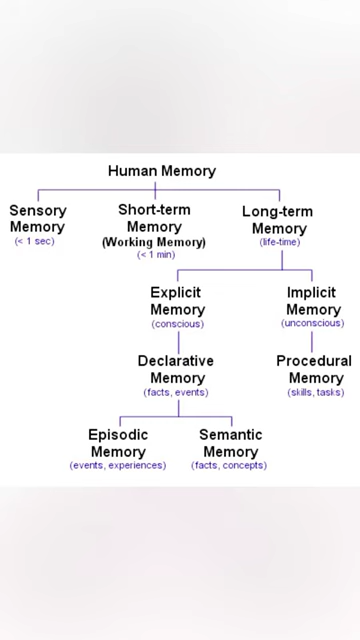 Human Memory
Sensory
Memory
(< 1 sec)
Short-term
Memory
(Working Memory)
(< 1 min)
Long-term
Memory
(life-time)
Explicit
Memory
(conscious)
Implicit
Memory
(unconscious)
Declarative
Memory
(facts, events)
Procedural
Memory
(skills, tasks)
Episodic
Memory
(events, experiences)
Semantic
Memory
(facts, concepts)